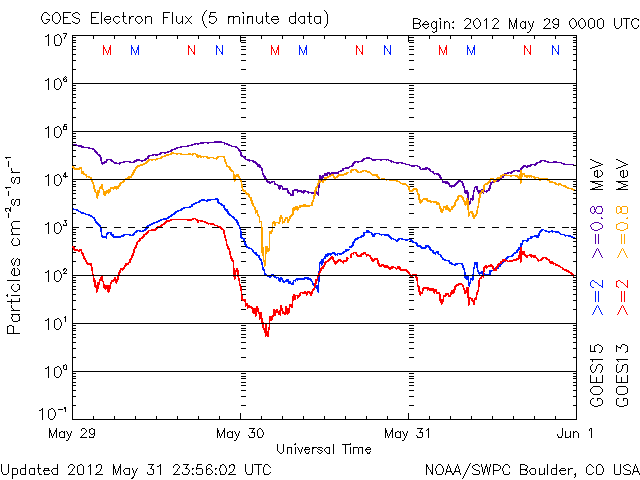 GOES Electron Flux (5 minute data)
Begin: 2012 May 29 0000 UTC
10⁷
M M N N M M N N M M N N
10⁶
10⁵
10⁴
10³
10²
10¹
10⁰
10⁻¹
Particles cm⁻²s⁻¹sr⁻¹
May 29 May 30 May 31 Jun 1
Universal Time
GOES15 >=2 >=0.8 MeV
GOES13 >=2 >=0.8 MeV
Updated 2012 May 31 23:56:02 UTC
NOAA/SWPC Boulder, CO USA